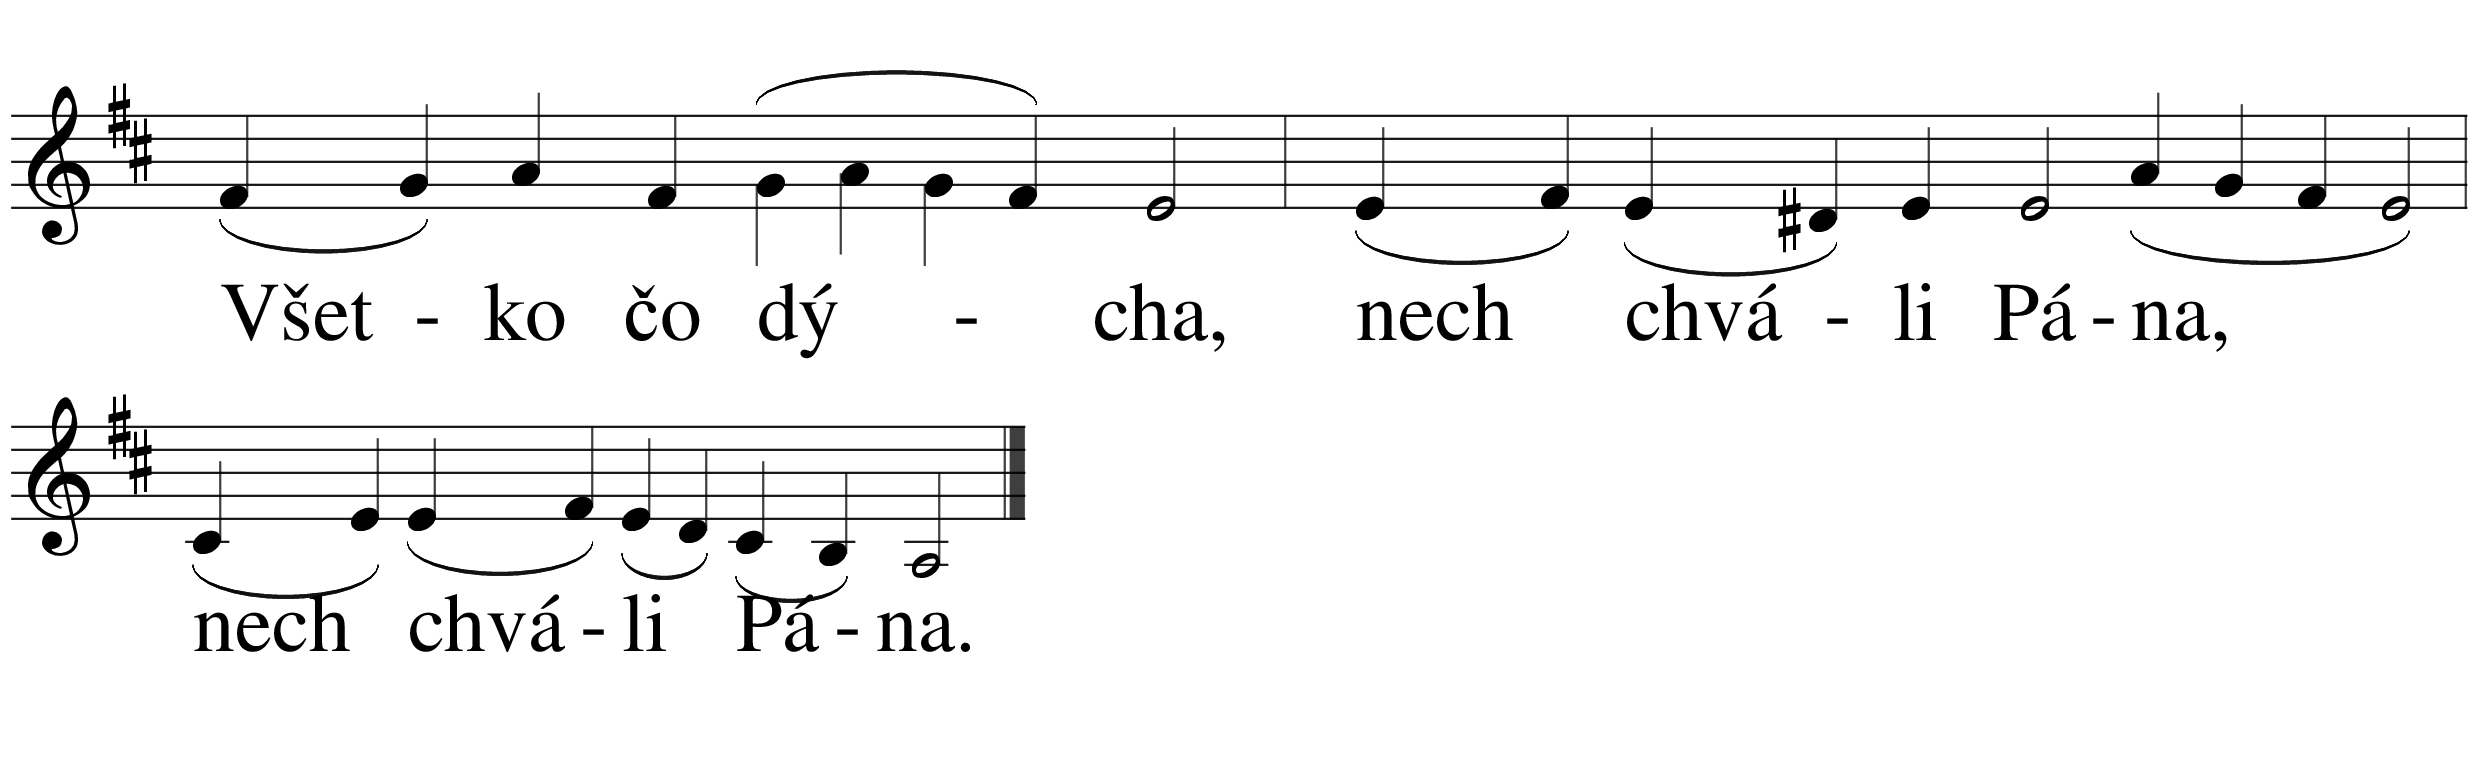 Všet - ko čo dý - cha, nech chvá - li Pá - na,
nech chvá - li Pá - na.